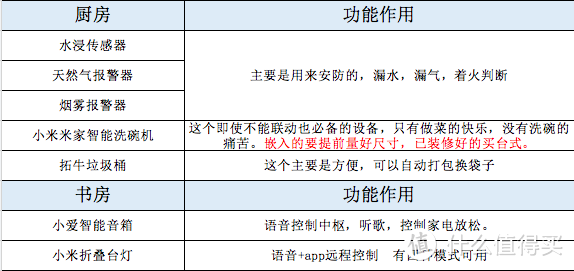 厨房 功能作用
水浸传感器
天然气报警器 主要是用来安防的，漏水，漏气，着火判断
烟雾报警器
小米米家智能洗碗机 这个即使不能联动也必备的设备，只有做菜的快乐，没有洗碗的
痛苦。嵌入的要提前量好尺寸，已装修好的买台式。
拓牛垃圾桶 这个主要是方便，可以自动打包换袋子
书房 功能作用
小爱智能音箱 语音控制中枢，听歌，控制家电放松。
小米折叠台灯 语音+app远程控制 有 模式可用
值 什么值得买